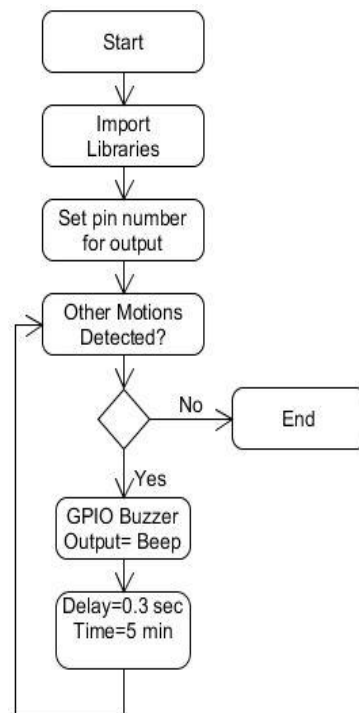 Start
Import
Libraries
Set pin number
for output
Other Motions
Detected?
No
End
Yes
GPIO Buzzer
Output= Beep
Delay=0.3 sec
Time=5 min